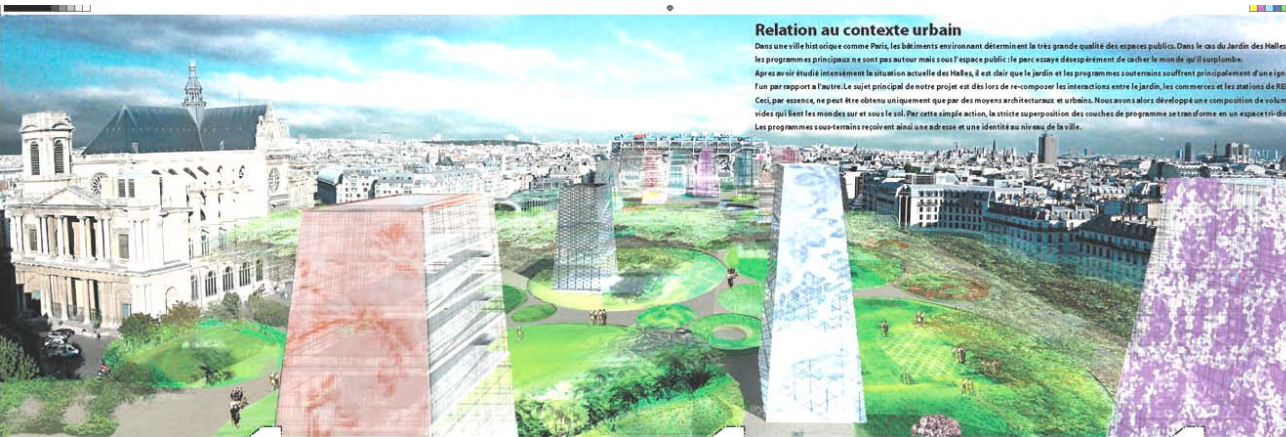 Relation au contexte urbain
Dans une ville historique comme Paris, les bâtiments environnant déterminent la très grande qualité des espaces publics. Dans le cas du Jardin des Halles
les programmes principaux ne sont pas autour mais sous l'espace public : le parc essaye désespérément de cacher le monde qu'il surplombe.
Apres avoir étudié intensément la situation actuelle des Halles, il est clair que le jardin et les programmes souterrains souffrent principalement d'une
l'un par rapport a l'autre. Le sujet principal de notre projet est dès lors de re-composer les interactions entre le jardin, les commerces et les stations de
Ceci, par essence, ne peut être obtenu uniquement que par des moyens architecturaux et urbains. Nous avons alors développé une composition de
vides qui lient les mondes sur et sous le sol. Par cette simple action, la stricte superposition des couches de programme se transforme en un espace
Les programmes sous-terrains reçoivent ainsi une adresse et une identité au niveau de la ville.